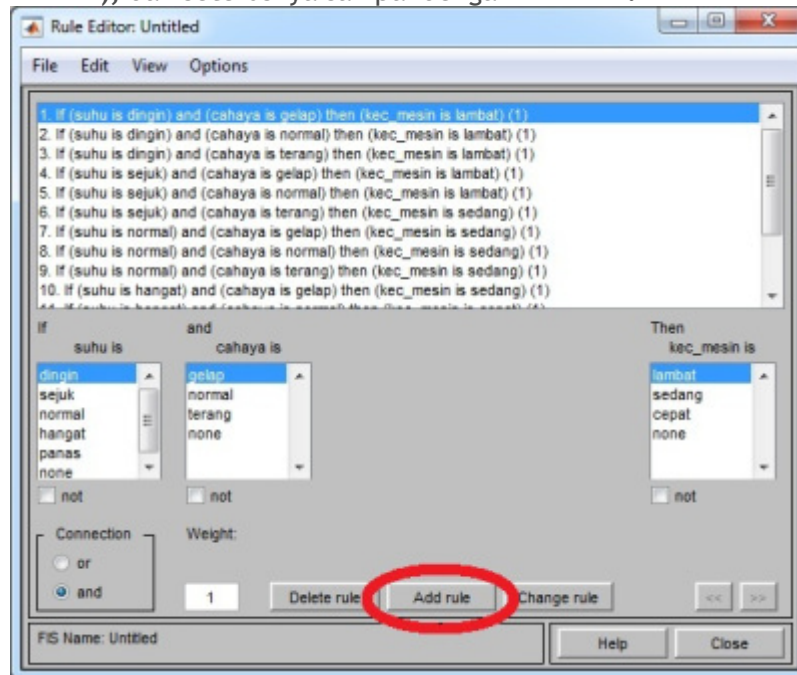 Rule Editor: Untitled
File Edit View Options
1. If (suhu is dingin) and (cahaya is gelap) then (kec_mesin is lambat) (1)
2. If (suhu is dingin) and (cahaya is normal) then (kec_mesin is lambat) (1)
3. If (suhu is dingin) and (cahaya is terang) then (kec_mesin is lambat) (1)
4. If (suhu is sejuk) and (cahaya is gelap) then (kec_mesin is lambat) (1)
5. If (suhu is sejuk) and (cahaya is normal) then (kec_mesin is lambat) (1)
6. If (suhu is sejuk) and (cahaya is terang) then (kec_mesin is sedang) (1)
7. If (suhu is normal) and (cahaya is gelap) then (kec_mesin is sedang) (1)
8. If (suhu is normal) and (cahaya is normal) then (kec_mesin is sedang) (1)
9. If (suhu is normal) and (cahaya is terang) then (kec_mesin is sedang) (1)
10. If (suhu is hangat) and (cahaya is gelap) then (kec_mesin is sedang) (1)
If and Then
suhu is cahaya is kec_mesin is
dingin gelap lambat
sejuk normal sedang
normal terang cepat
hangat none none
panas
none
not not not
Connection Weight:
or
and 1 Delete rule Add rule Change rule << >>
FIS Name: Untitled Help Close